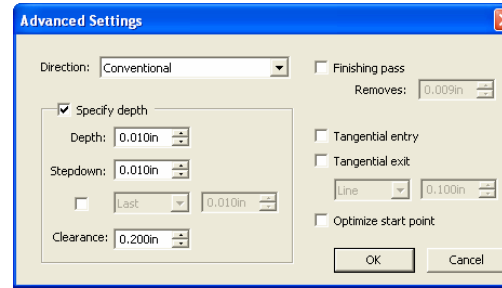 Advanced Settings
Direction: Conventional
Specify depth
Depth: 0.010in
Stepdown: 0.010in
Last 0.010in
Clearance: 0.200in
Finishing pass
Removes: 0.009in
Tangential entry
Tangential exit
Line 0.100in
Optimize start point
OK Cancel